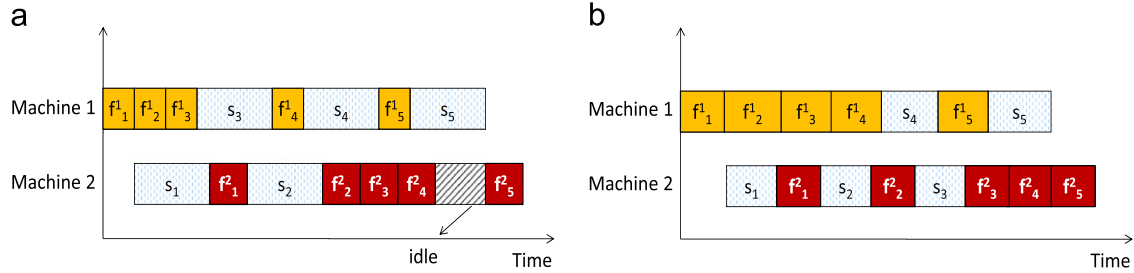 a
Machine 1
f¹₁ f¹₂ f¹₃ s₃ f¹₄ s₄ f¹₅ s₅
Machine 2
s₁ f²₁ s₂ f²₂ f²₃ f²₄ f²₅
idle
Time
b
Machine 1
f¹₁ f¹₂ f¹₃ f¹₄ s₄ f¹₅ s₅
Machine 2
s₁ f²₁ s₂ f²₂ s₃ f²₃ f²₄ f²₅
Time